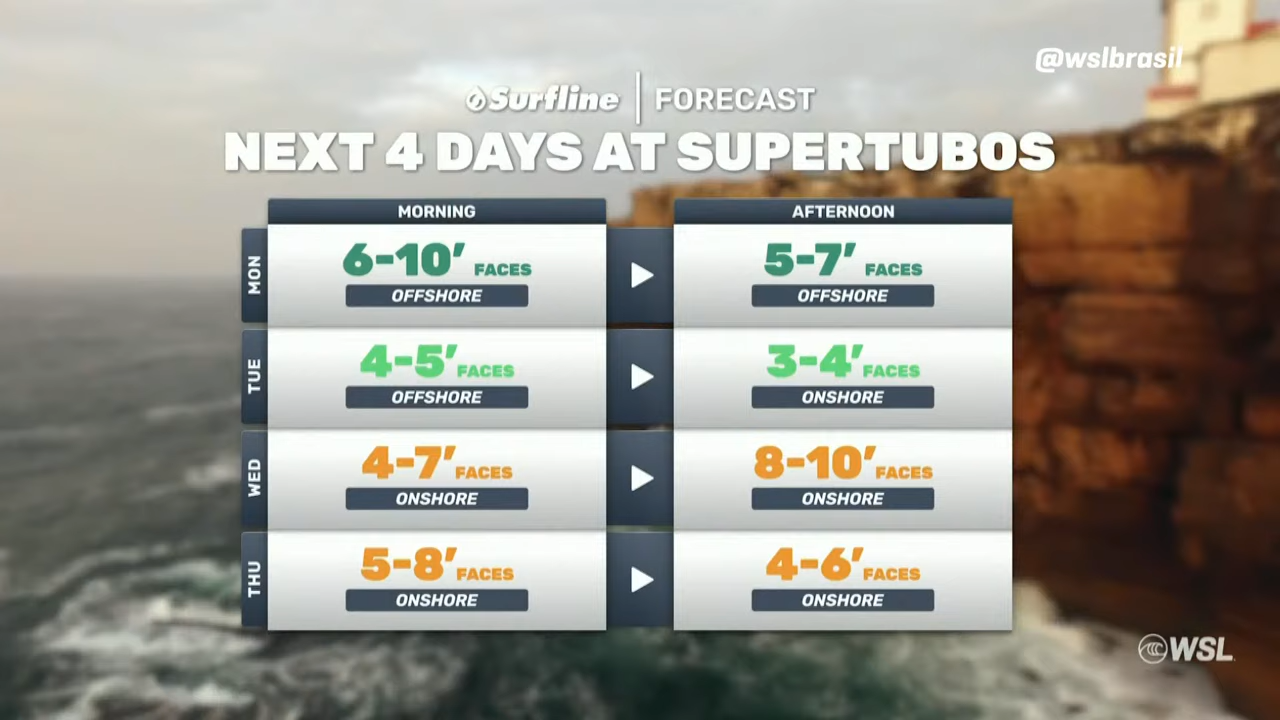 @wslbrasil
Surfline | FORECAST
NEXT 4 DAYS AT SUPERTUBOS
MORNING
AFTERNOON
MON
6-10' FACES
OFFSHORE
5-7' FACES
OFFSHORE
TUE
4-5' FACES
OFFSHORE
3-4' FACES
ONSHORE
WED
4-7' FACES
ONSHORE
8-10' FACES
ONSHORE
THU
5-8' FACES
ONSHORE
4-6' FACES
ONSHORE
WSL